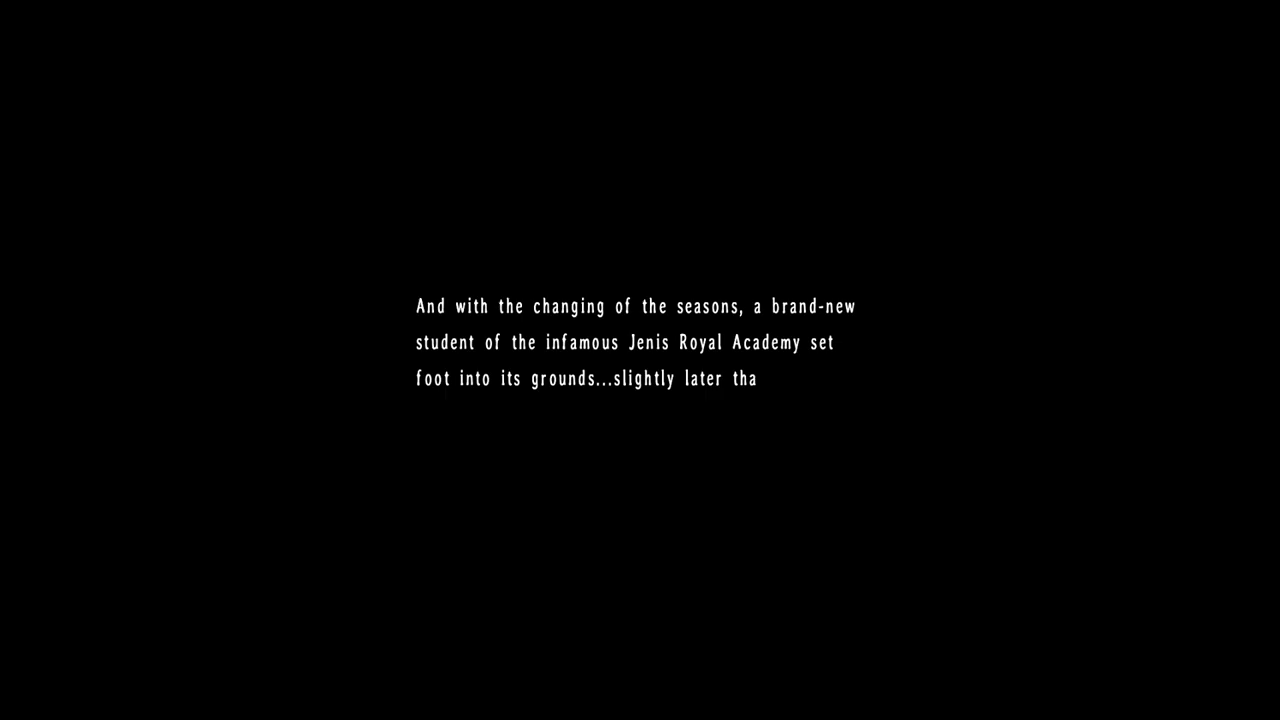 And with the changing of the seasons, a brand-new
student of the infamous Jenis Royal Academy set
foot into its grounds...slightly later tha